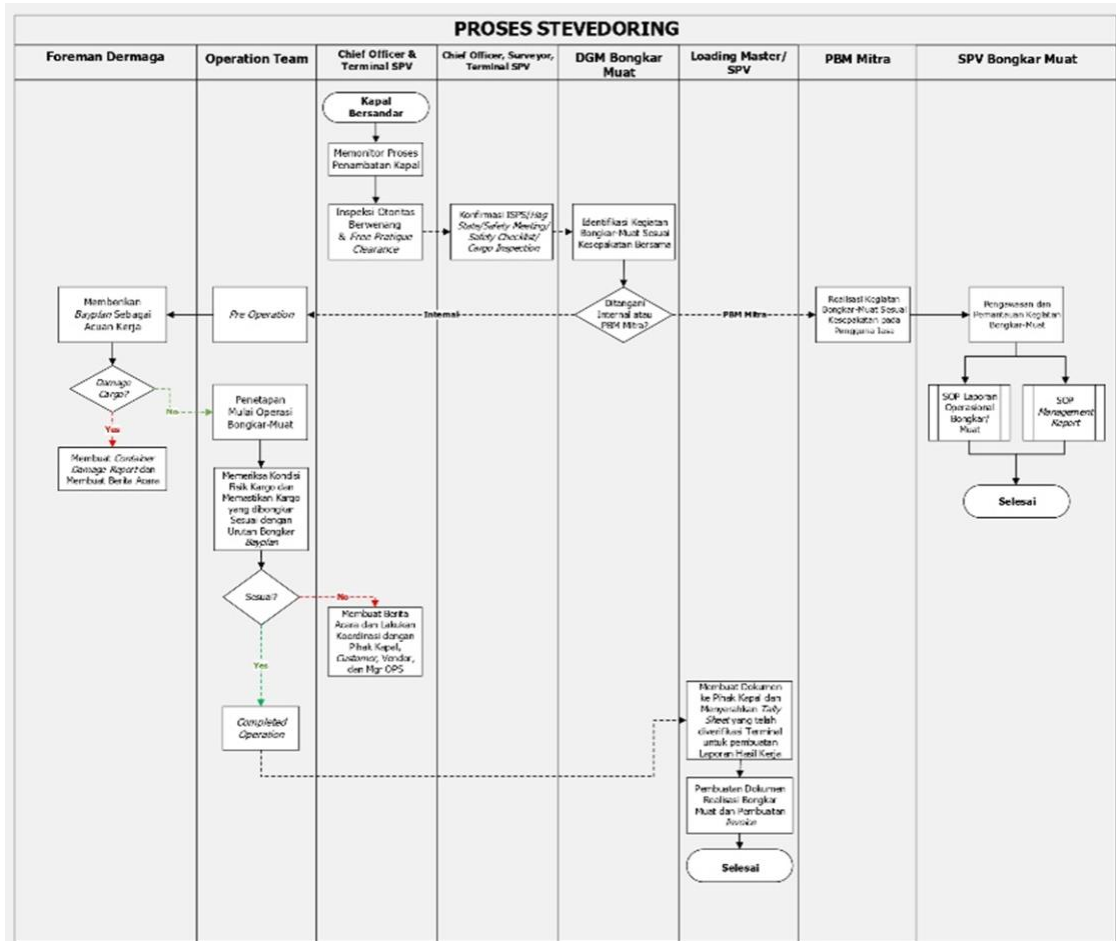 PROSES STEVEDORING
Foreman Dermaga
Operation Team
Chief Officer &
Terminal SPV
Chief Officer, Surveyor,
Terminal SPV
DGM Bongkar
Muat
Loading Master/
SPV
PBM Mitra
SPV Bongkar Muat
Kapal
Bersandar
Memonitor Proses
Penambatan Kapal
Inspeksi Otoritas
Berwenang
& Free Pratique
Clearance
Konfirmasi ISPS/
State/Safety Meeting/
Safety Checklist/
Cargo Inspection
Identifikasi Kegiatan
Bongkar-Muat Sesuai
Kesepakatan Bersama
Ditangani
Internal atau
PBM Mitra?
Internal
PBM Mitra
Memberikan
Bayplan Sebagai
Acuan Kerja
Pre Operation
Realisasi Kegiatan
Bongkar-Muat Sesuai
Kesepakatan pada
Pengguna Jasa
Pengawasan dan
Pemantauan Kegiatan
Bongkar-Muat
Damage
Cargo?
No
Yes
Membuat Container
Damage Report dan
Membuat Berita Acara
Penetapan
Mulai Operasi
Bongkar-Muat
SOP Laporan
Operasional
Bongkar/
Muat
SOP
Management
Report
Selesai
Memeriksa Kondisi
Fisik Kargo dan
Memastikan Kargo
yang dibongkar
Sesuai dengan
Urutan Bongkar
Bayplan
Sesuai?
No
Yes
Membuat Berita
Acara dan Lakukan
Koordinasi dengan
Pihak Kapal,
Customer, Vendor,
dan Mgr OPS
Completed
Operation
Membuat Dokumen
ke Pihak Kapal dan
Menyerahkan Tally
Sheet yang telah
diverifikasi Terminal
untuk pembuatan
Laporan Hasil Kerja
Pembuatan Dokumen
Realisasi Bongkar
Muat dan Pembuatan
Invoice
Selesai